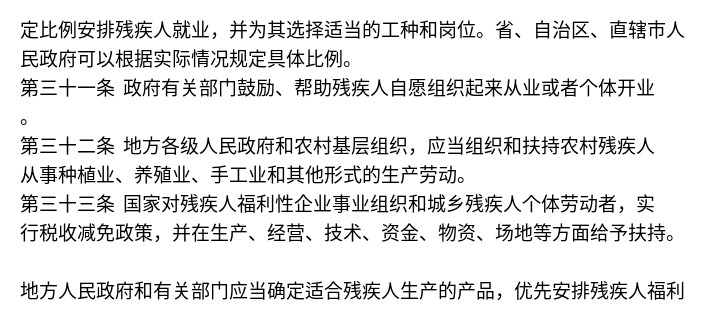 定比例安排残疾人就业，并为其选择适当的工种和岗位。省、自治区、直辖市人
民政府可以根据实际情况规定具体比例。
第三十一条 政府有关部门鼓励、帮助残疾人自愿组织起来从业或者个体开业
。
第三十二条 地方各级人民政府和农村基层组织，应当组织和扶持农村残疾人
从事种植业、养殖业、手工业和其他形式的生产劳动。
第三十三条 国家对残疾人福利性企业事业组织和城乡残疾人个体劳动者，实
行税收减免政策，并在生产、经营、技术、资金、物资、场地等方面给予扶持。
地方人民政府和有关部门应当确定适合残疾人生产的产品，优先安排残疾人福利